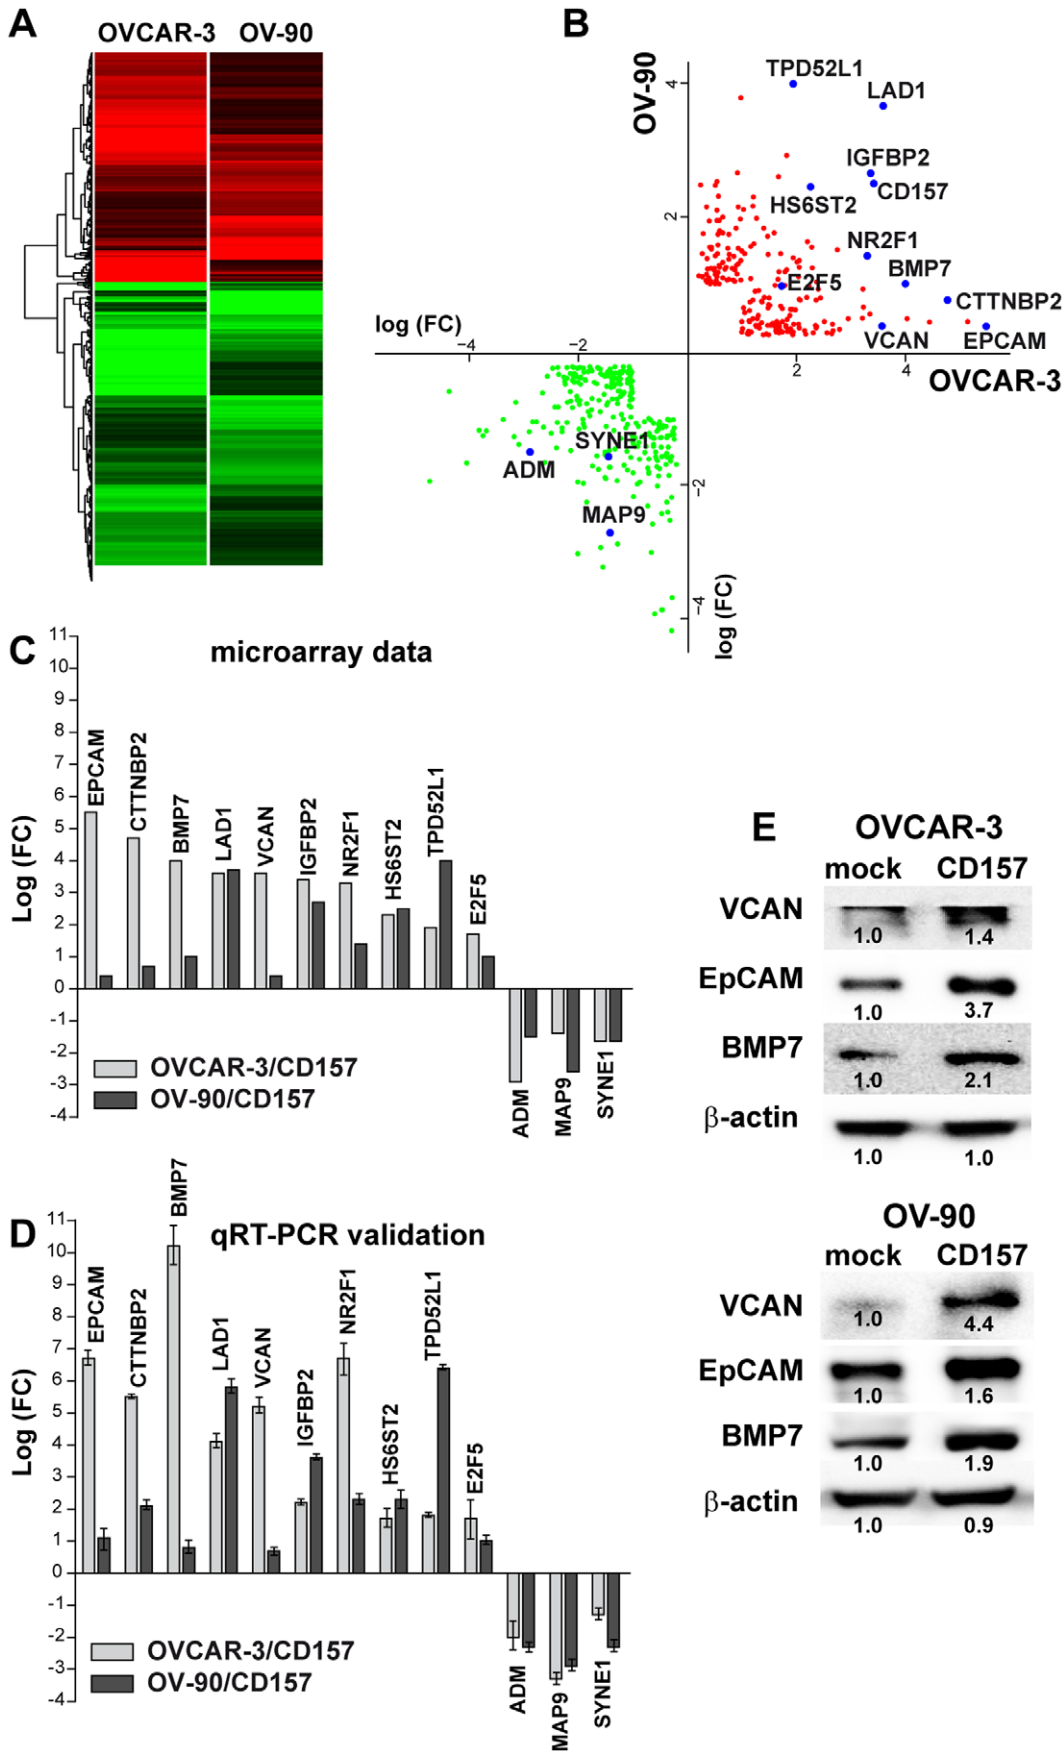 A
OVCAR-3 OV-90
B
OV-90
4
2
TPD52L1
LAD1
IGFBP2
CD157
HS6ST2
NR2F1
BMP7
E2F5
CTTNBP2
VCAN
EPCAM
log (FC)
−4
−2
2
4
OVCAR-3
SYNE1
ADM
MAP9
−2
−4
log (FC)
C
microarray data
Log (FC)
11
10
9
8
7
6
5
4
3
2
1
0
-1
-2
-3
-4
EPCAM
CTTNBP2
BMP7
LAD1
VCAN
IGFBP2
NR2F1
HS6ST2
TPD52L1
E2F5
ADM
MAP9
SYNE1
OVCAR-3/CD157
OV-90/CD157
D
qRT-PCR validation
Log (FC)
11
10
9
8
7
6
5
4
3
2
1
0
-1
-2
-3
-4
EPCAM
CTTNBP2
BMP7
LAD1
VCAN
IGFBP2
NR2F1
HS6ST2
TPD52L1
E2F5
ADM
MAP9
SYNE1
OVCAR-3/CD157
OV-90/CD157
E
OVCAR-3
mock CD157
VCAN
1.0 1.4
EpCAM
1.0 3.7
BMP7
1.0 2.1
β-actin
1.0 1.0
OV-90
mock CD157
VCAN
1.0 4.4
EpCAM
1.0 1.6
BMP7
1.0 1.9
β-actin
1.0 0.9